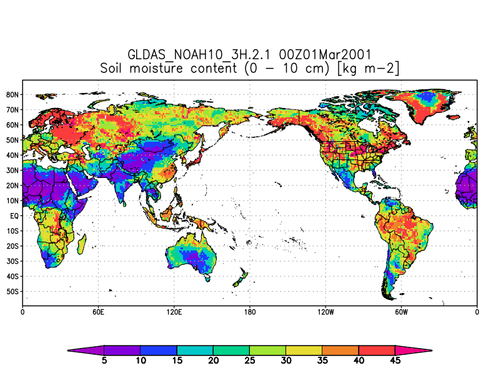 GLDAS_NOAH10_3H.2.1 00Z01Mar2001
Soil moisture content (0 - 10 cm) [kg m-2]
80N
70N
60N
50N
40N
30N
20N
10N
EQ
10S
20S
30S
40S
50S
0 60E 120E 180 120W 60W 0
5 10 15 20 25 30 35 40 45